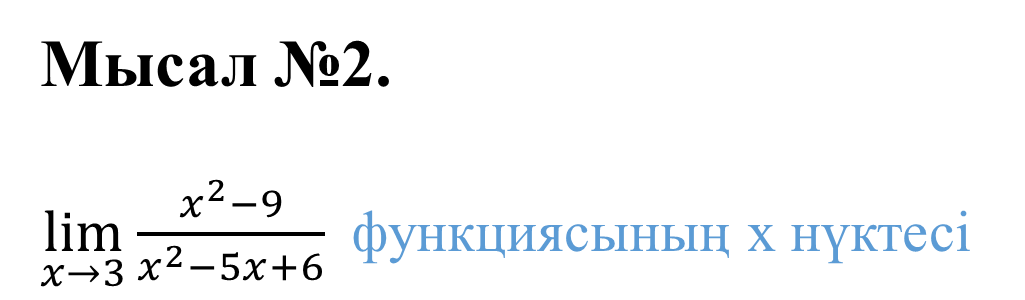 Мысал №2.
lim x→3 x²−9 / x²−5x+6 функциясының х нүктесі